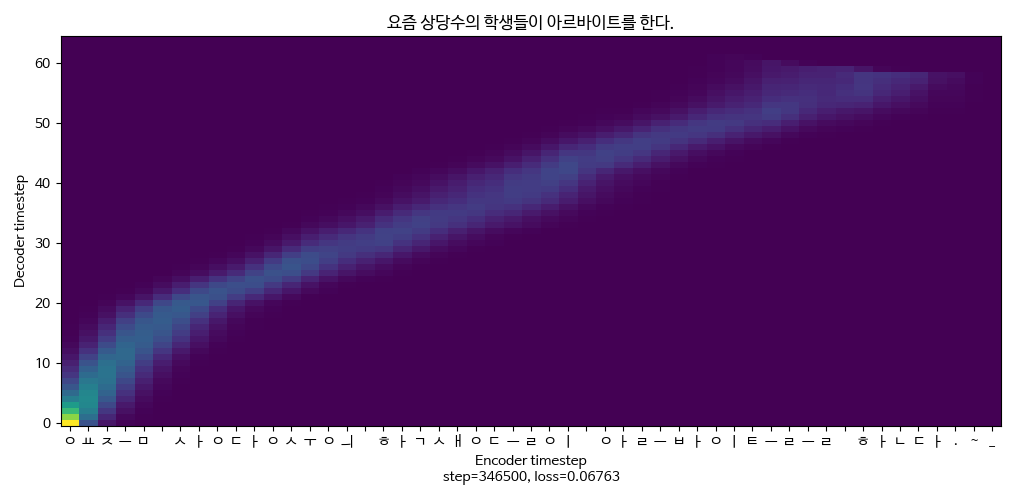 요즘 상당수의 학생들이 아르바이트를 한다.
60
50
40
30
20
10
0
Decoder timestep
ㅇ ㅛ ㅈ ㅡ ㅁ ㅅ ㅏ ㅇ ㄷ ㅏ ㅇ ㅅ ㅜ ㅇ ㅢ ㅎ ㅏ ㄱ ㅅ ㅐ ㅇ ㄷ ㅡ ㄹ ㅇ ㅣ ㅇ ㅏ ㄹ ㅡ ㅂ ㅏ ㅇ ㅣ ㅌ ㅡ ㄹ ㅡ ㄹ ㅎ ㅏ ㄴ ㄷ ㅏ . ~ _
Encoder timestep
step=346500, loss=0.06763